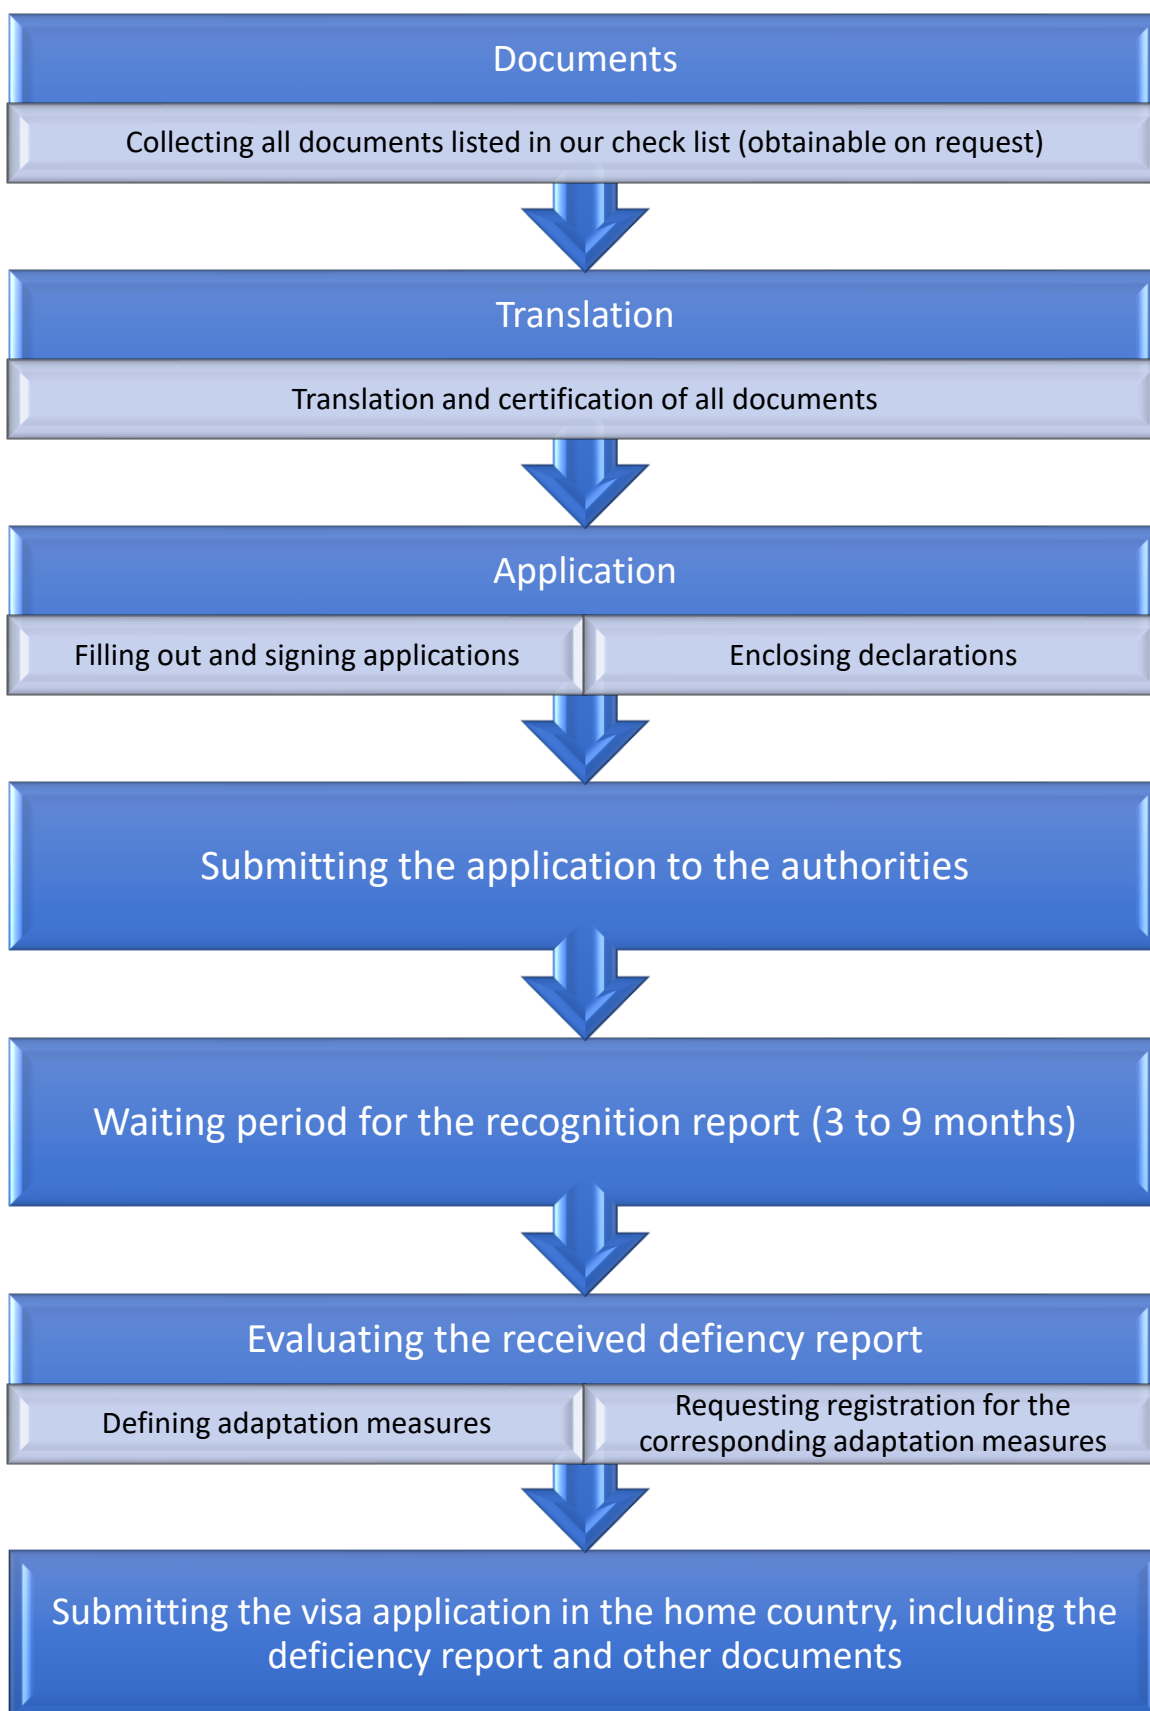 Documents
Collecting all documents listed in our check list (obtainable on request)
Translation
Translation and certification of all documents
Application
Filling out and signing applications
Enclosing declarations
Submitting the application to the authorities
Waiting period for the recognition report (3 to 9 months)
Evaluating the received defiency report
Defining adaptation measures
Requesting registration for the
corresponding adaptation measures
Submitting the visa application in the home country, including the
deficiency report and other documents